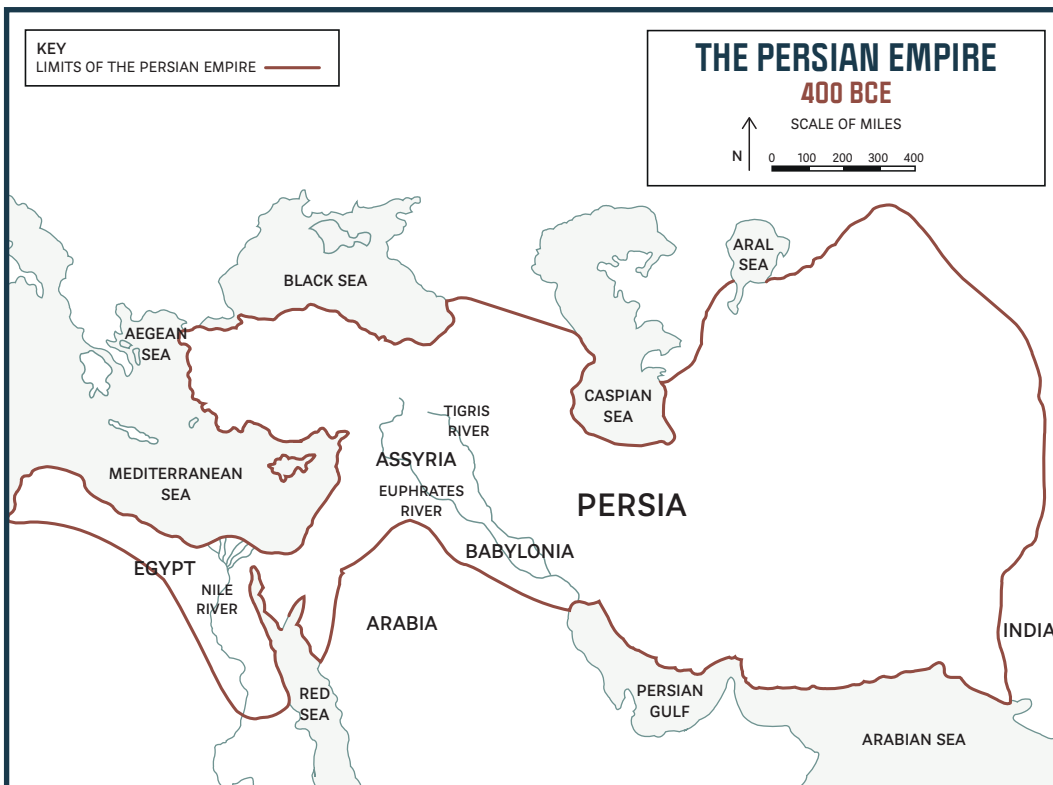 KEY
LIMITS OF THE PERSIAN EMPIRE
THE PERSIAN EMPIRE
400 BCE
SCALE OF MILES
N
0 100 200 300 400
ARAL
SEA
BLACK SEA
AEGEAN
SEA
CASPIAN
SEA
TIGRIS
RIVER
ASSYRIA
MEDITERRANEAN
SEA
EUPHRATES
RIVER
PERSIA
BABYLONIA
EGYPT
NILE
RIVER
ARABIA
INDIA
RED
SEA
PERSIAN
GULF
ARABIAN SEA